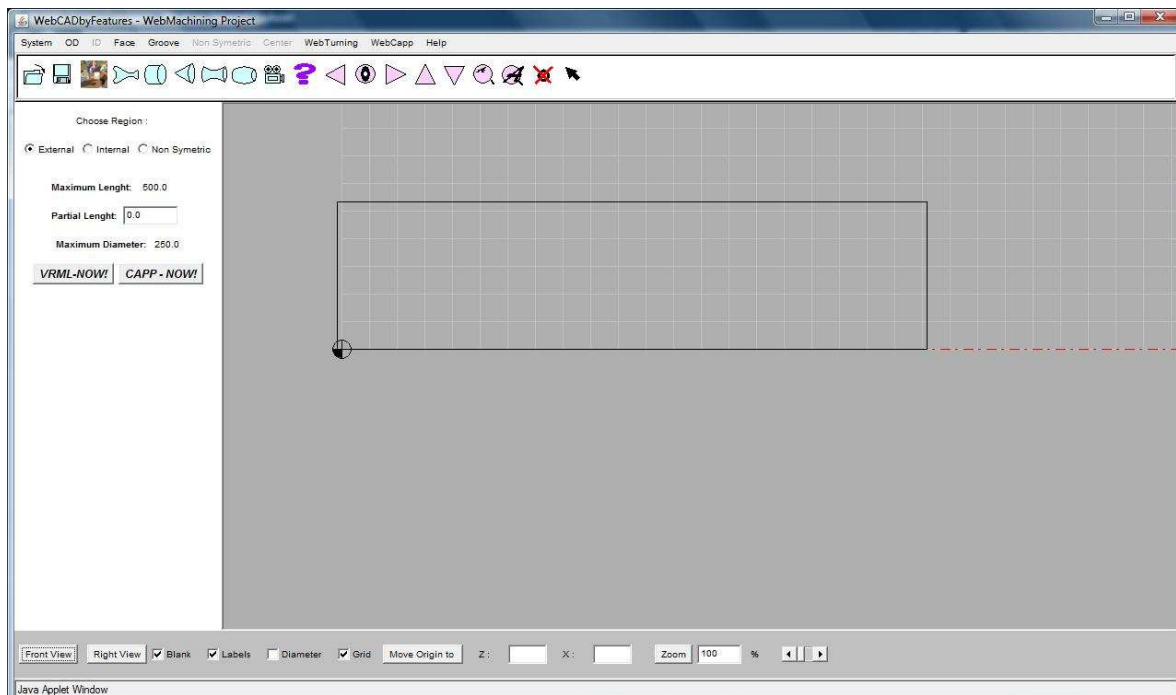 WebCADbyFeatures - WebMachining Project
System OD ID Face Groove Non Symetric Center WebTurning WebCapp Help
Choose Region :
External Internal Non Symetric
Maximum Lenght: 500.0
Partial Lenght: 0.0
Maximum Diameter: 250.0
VRML-NOW! CAPP - NOW!
Front View Right View Blank Labels Diameter Grid Move Origin to Z : X : Zoom 100 %
Java Applet Window